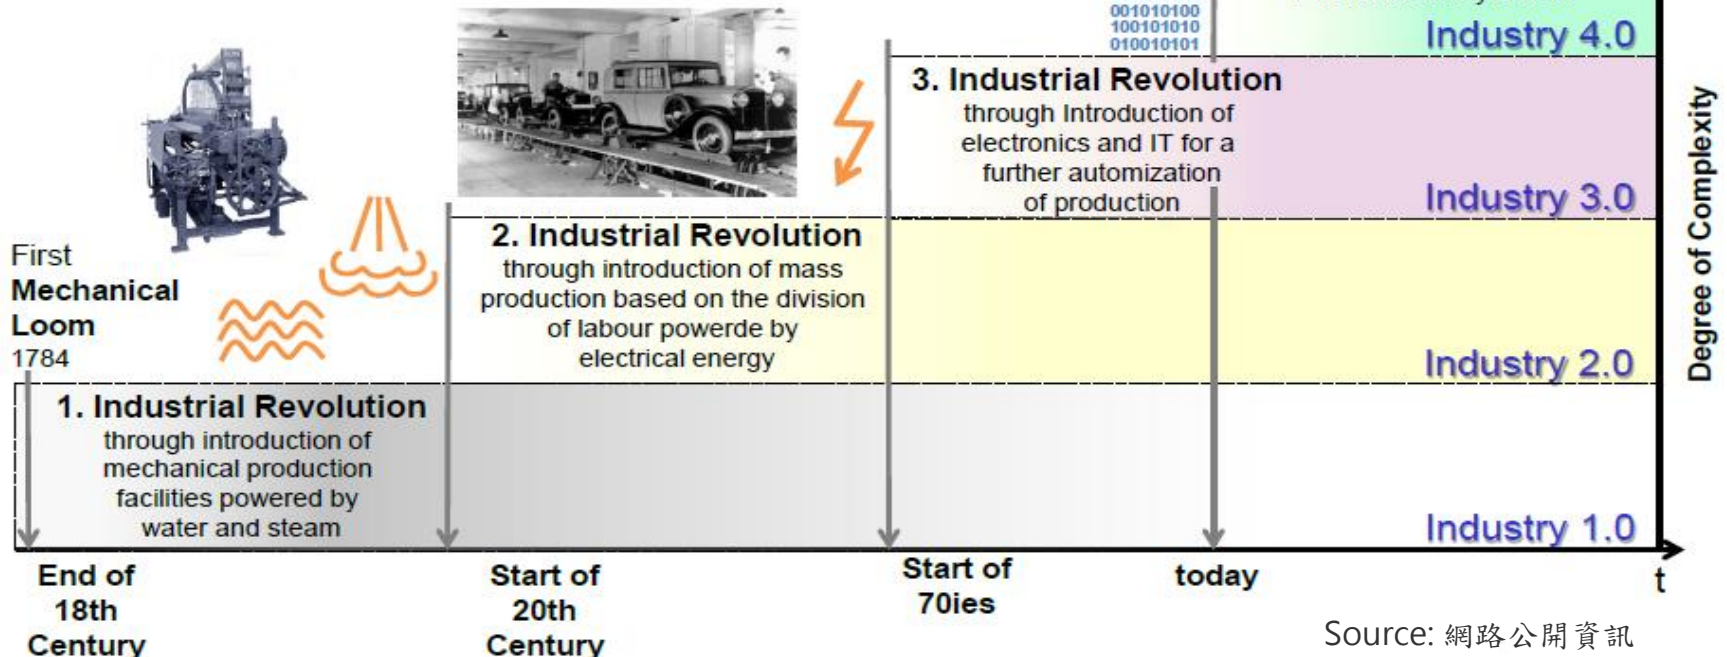 001010100
100101010
010010101
Industry 4.0
3. Industrial Revolution
through Introduction of
electronics and IT for a
further automization
of production
Industry 3.0
First
Mechanical
Loom
1784
2. Industrial Revolution
through introduction of mass
production based on the division
of labour powerde by
electrical energy
Industry 2.0
1. Industrial Revolution
through introduction of
mechanical production
facilities powered by
water and steam
Industry 1.0
Degree of Complexity
End of
18th
Century
Start of
20th
Century
Start of
70ies
today
t
Source: 網路公開資訊